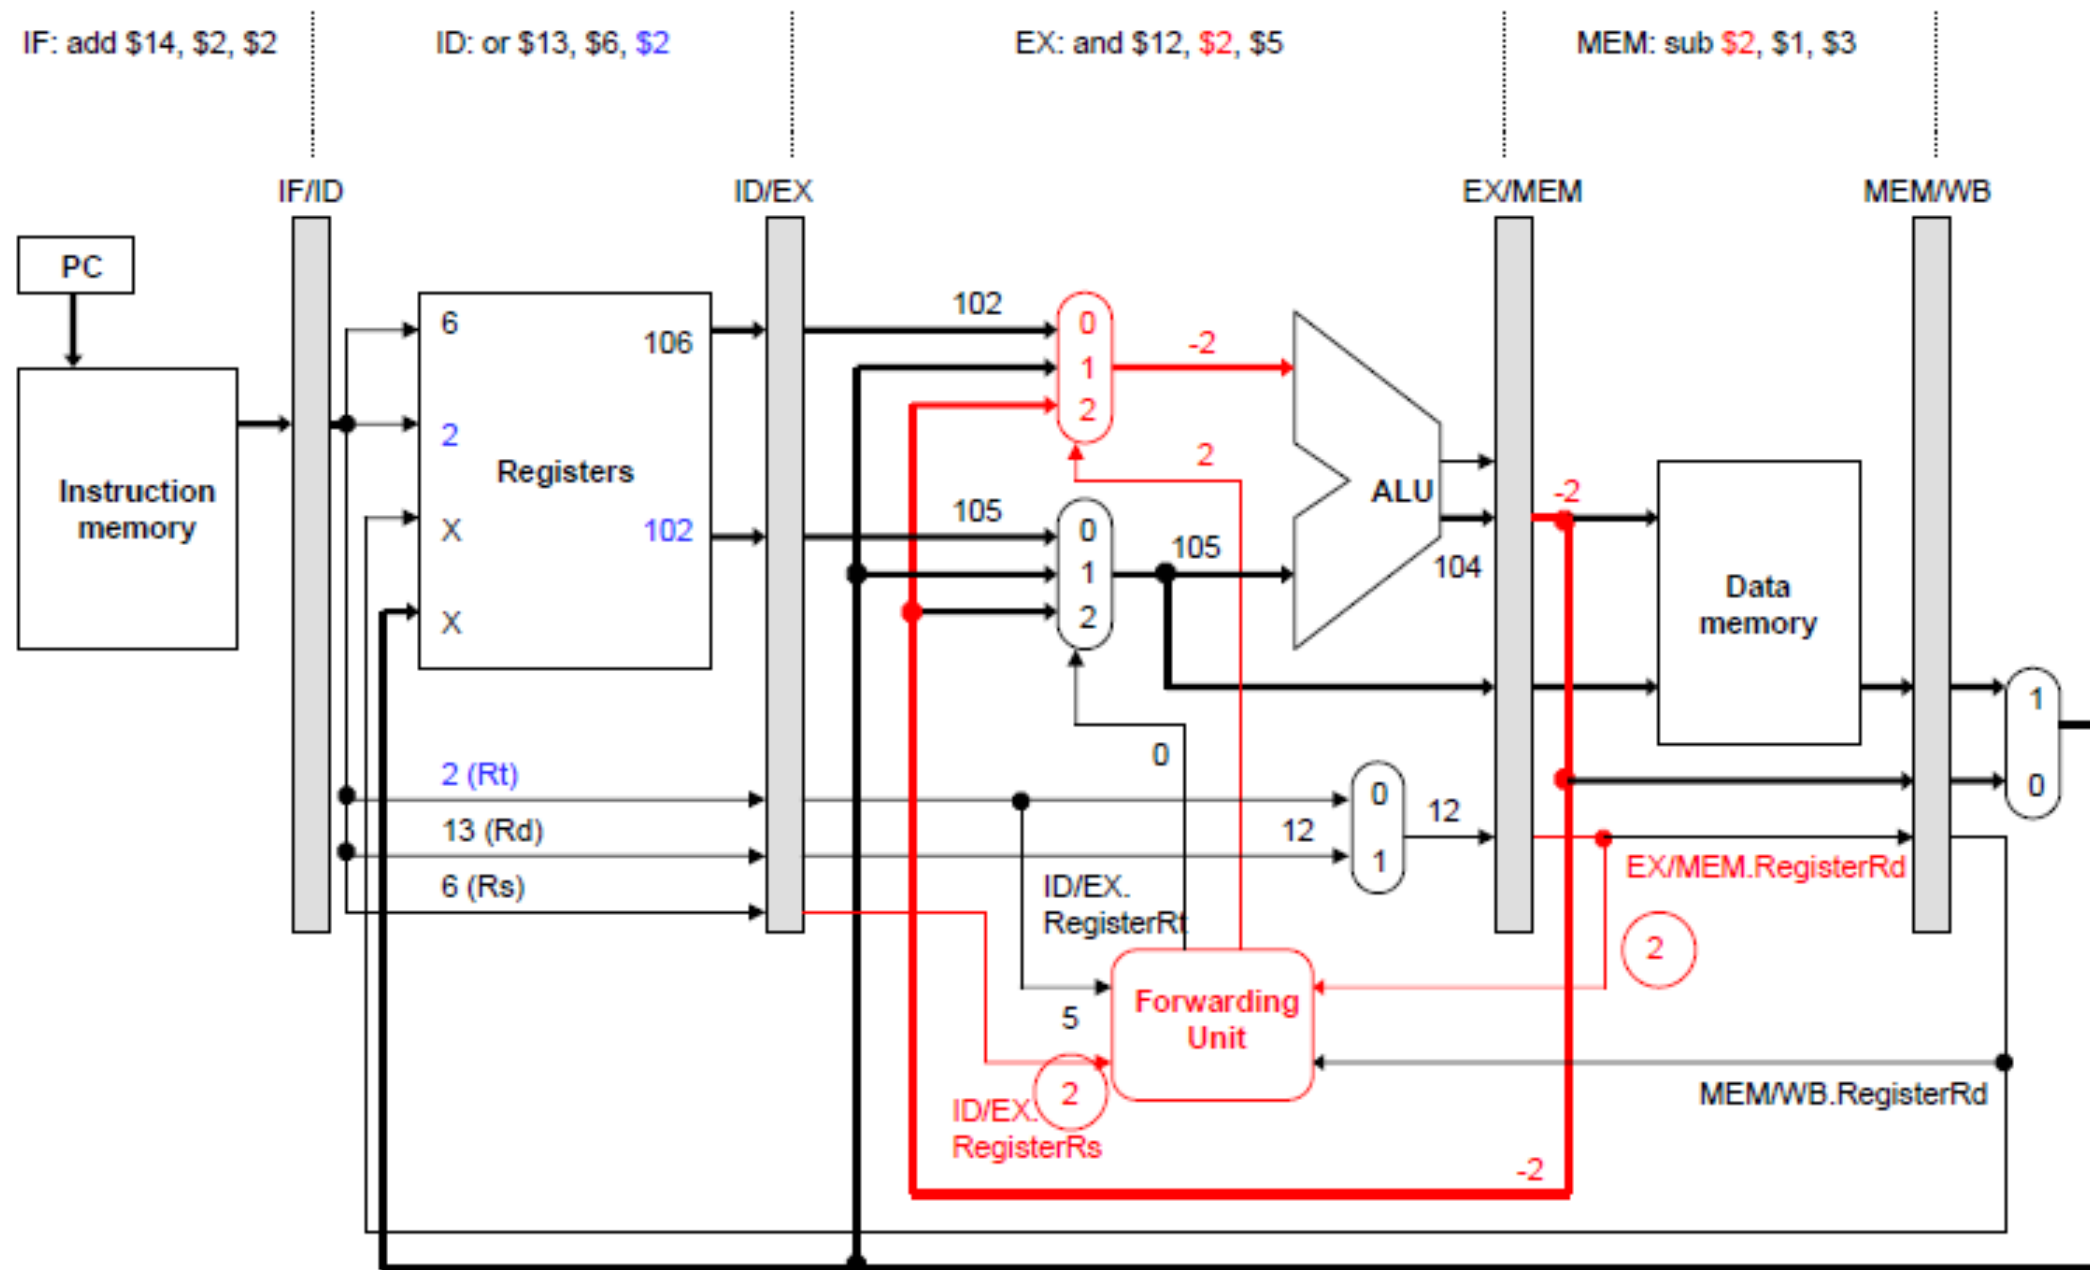 IF: add $14, $2, $2
ID: or $13, $6, $2
EX: and $12, $2, $5
MEM: sub $2, $1, $3
IF/ID
ID/EX
EX/MEM
MEM/WB
PC
Instruction
memory
6
2
X
X
Registers
106
102
102
0
1
2
-2
2
105
0
1
2
105
0
ALU
104
-2
Data
memory
1
0
2 (Rt)
13 (Rd)
6 (Rs)
12
0
1
12
ID/EX.
RegisterRt
EX/MEM.RegisterRd
2
5
Forwarding
Unit
2
ID/EX.
RegisterRs
MEM/WB.RegisterRd
-2